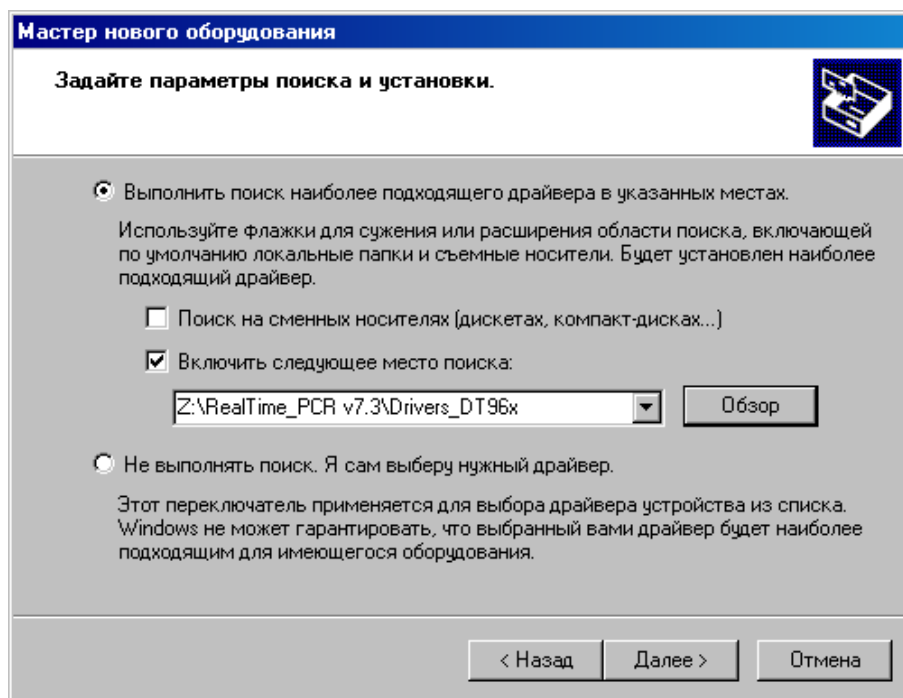 Мастер нового оборудования
Задайте параметры поиска и установки.
Выполнить поиск наиболее подходящего драйвера в указанных местах.
Используйте флажки для сужения или расширения области поиска, включающей
по умолчанию локальные папки и съемные носители. Будет установлен наиболее
подходящий драйвер.
Поиск на сменных носителях (дискетах, компакт-дисках...)
Включить следующее место поиска:
Z:\RealTime_PCR v7.3\Drivers_DT96x
Обзор
Не выполнять поиск. Я сам выберу нужный драйвер.
Этот переключатель применяется для выбора драйвера устройства из списка.
Windows не может гарантировать, что выбранный вами драйвер будет наиболее
подходящим для имеющегося оборудования.
< Назад
Далее >
Отмена